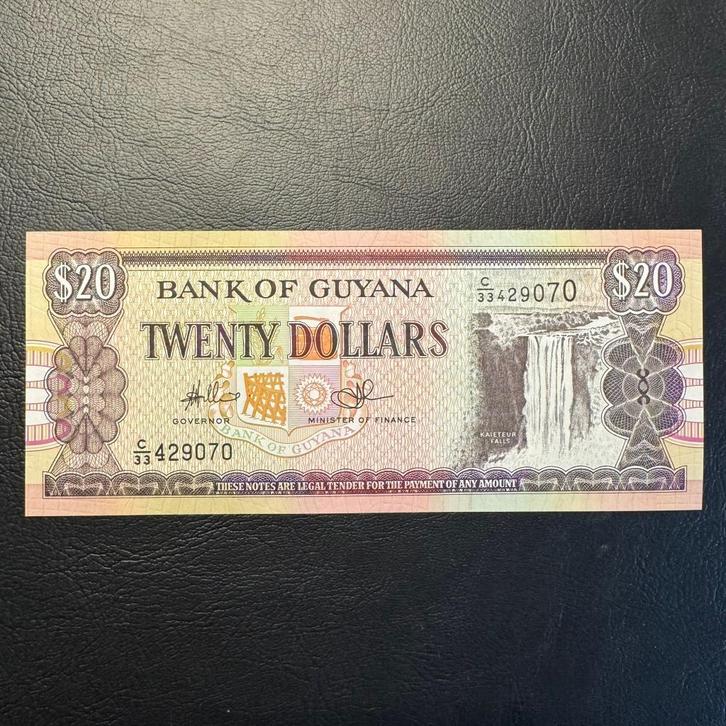 $20
BANK OF GUYANA
C/33 429070
$20
TWENTY DOLLARS
GOVERNOR
MINISTER OF FINANCE
BANK OF GUYANA
KAIETEUR
FALLS
C/33 429070
THESE NOTES ARE LEGAL TENDER FOR THE PAYMENT OF ANY AMOUNT